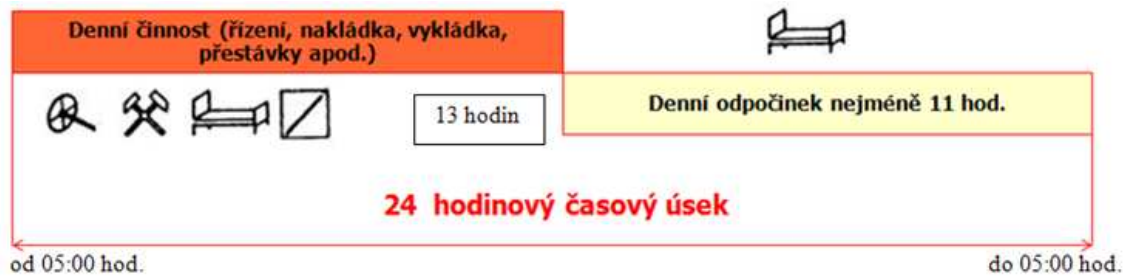 Denní činnost (řízení, nakládka, vykládka,
přestávky apod.)
13 hodin
Denní odpočinek nejméně 11 hod.
24 hodinový časový úsek
od 05:00 hod.
do 05:00 hod.